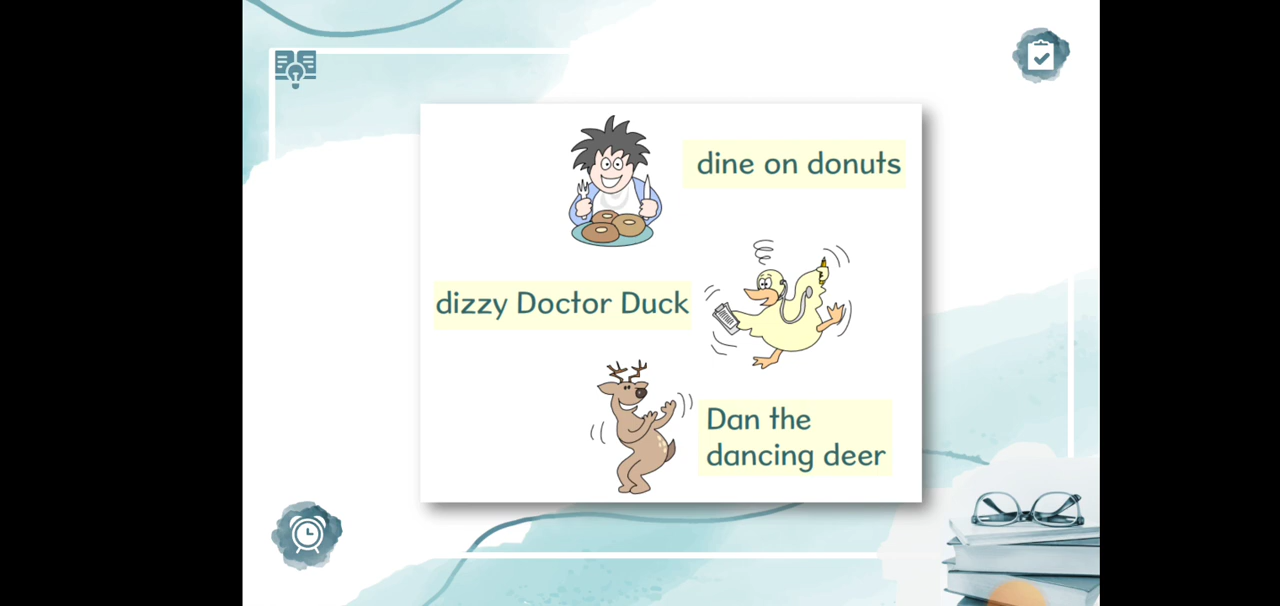 dine on donuts
dizzy Doctor Duck
Dan the
dancing deer